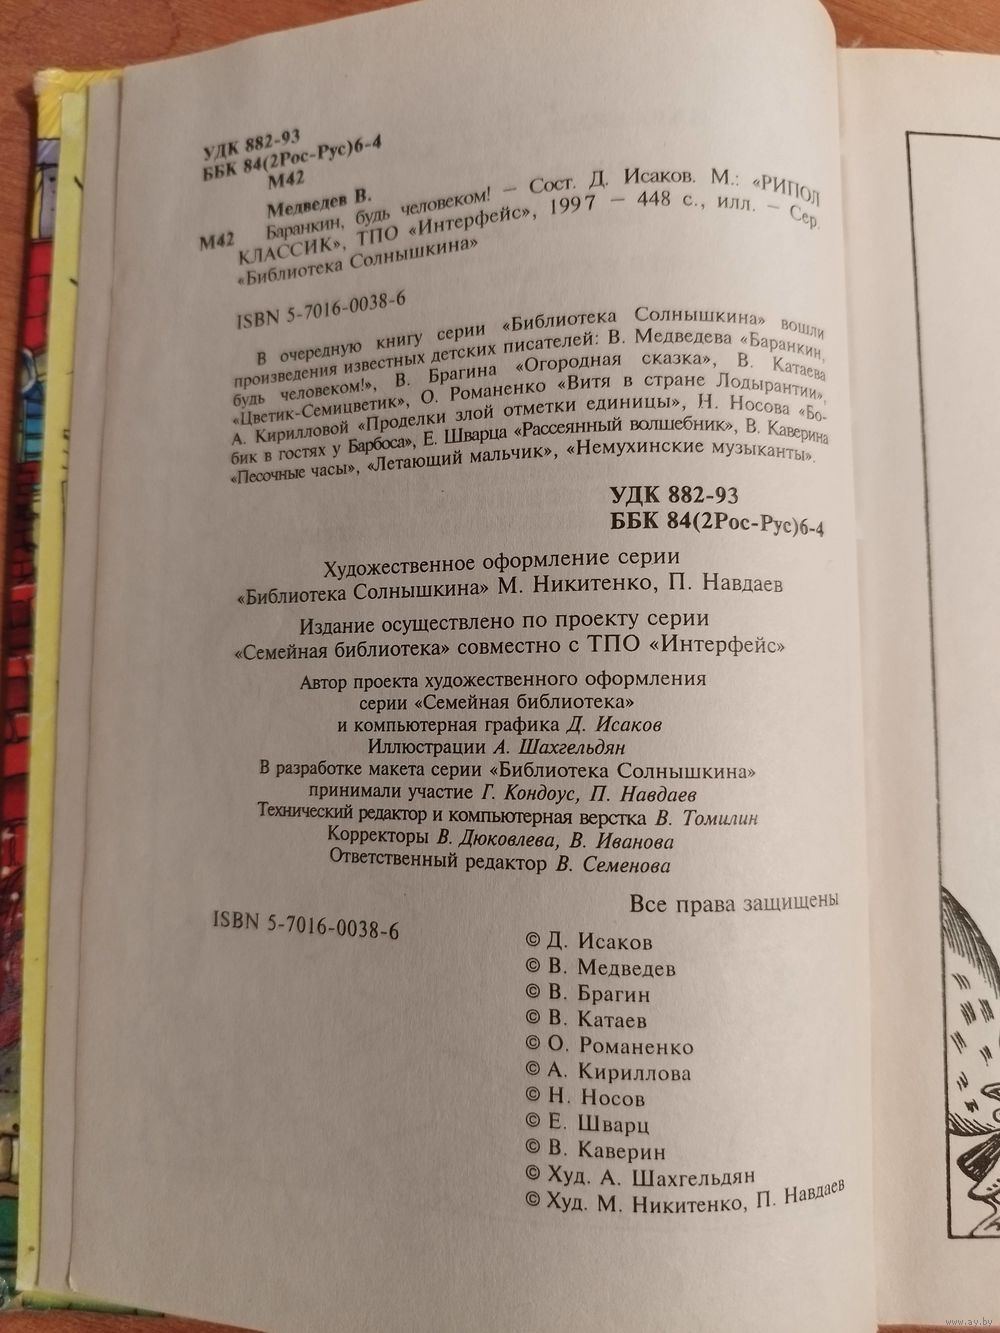 УДК 882-93
ББК 84(2Рос-Рус)6-4
М42
Медведев В.
М42 Баранкин, будь человеком! — Сост. Д. Исаков. М.: «РИПОЛ
КЛАССИК», ТПО «Интерфейс», 1997 — 448 с., илл. — Сер.
«Библиотека Солнышкина»
ISBN 5-7016-0038-6
В очередную книгу серии «Библиотека Солнышкина» вошли
произведения известных детских писателей: В. Медведева «Баранкин,
будь человеком!», В. Брагина «Огородная сказка», В. Катаева
«Цветик-Семицветик», О. Романенко «Витя в стране Лодырантии»,
А. Кирилловой «Проделки злой отметки единицы», Н. Носова «Бо-
бик в гостях у Барбоса», Е. Шварца «Рассеянный волшебник», В. Каверина
«Песочные часы», «Летающий мальчик», «Немухинские музыканты».
УДК 882-93
ББК 84(2Рос-Рус)6-4
Художественное оформление серии
«Библиотека Солнышкина» М. Никитенко, П. Навдаев
Издание осуществлено по проекту серии
«Семейная библиотека» совместно с ТПО «Интерфейс»
Автор проекта художественного оформления
серии «Семейная библиотека»
и компьютерная графика Д. Исаков
Иллюстрации А. Шахгельдян
В разработке макета серии «Библиотека Солнышкина»
принимали участие Г. Кондоус, П. Навдаев
Технический редактор и компьютерная верстка В. Томилин
Корректоры В. Дюковлева, В. Иванова
Ответственный редактор В. Семенова
Все права защищены
ISBN 5-7016-0038-6
© Д. Исаков
© В. Медведев
© В. Брагин
© В. Катаев
© О. Романенко
© А. Кириллова
© Н. Носов
© Е. Шварц
© В. Каверин
© Худ. А. Шахгельдян
© Худ. М. Никитенко, П. Навдаев
www.ay.by